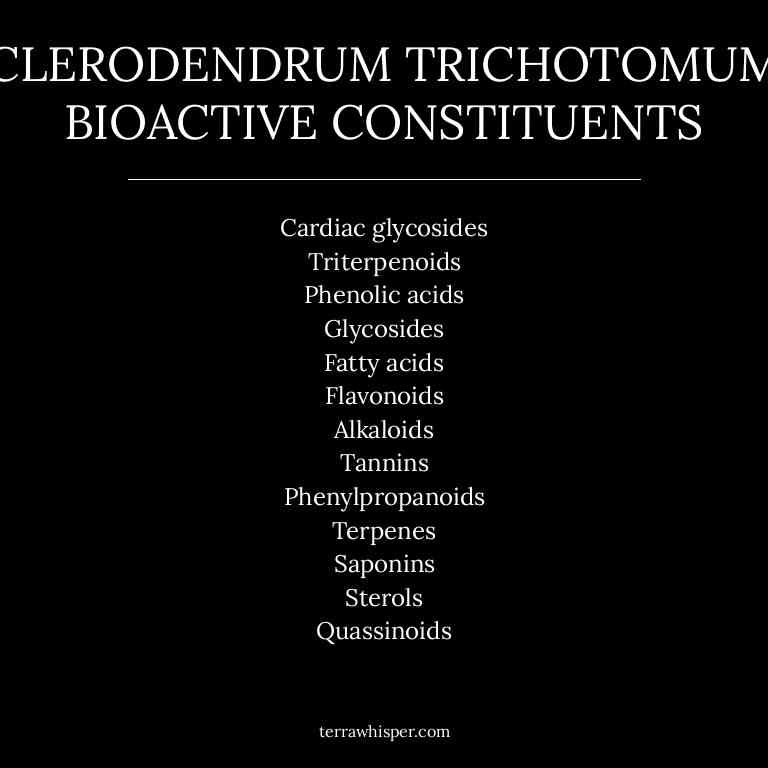 CLERODENDRUM TRICHOTOMUM
BIOACTIVE CONSTITUENTS
Cardiac glycosides
Triterpenoids
Phenolic acids
Glycosides
Fatty acids
Flavonoids
Alkaloids
Tannins
Phenylpropanoids
Terpenes
Saponins
Sterols
Quassinoids
terrawhisper.com